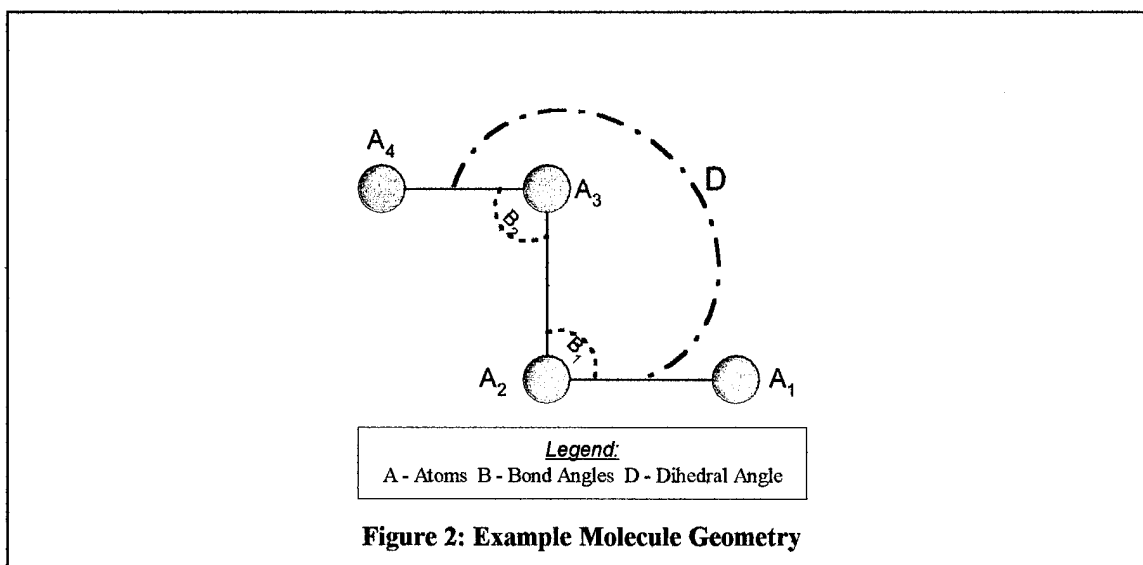 A₄
A₃
D
B₂
B₁
A₂
A₁
Legend:
A - Atoms B - Bond Angles D - Dihedral Angle
Figure 2: Example Molecule Geometry